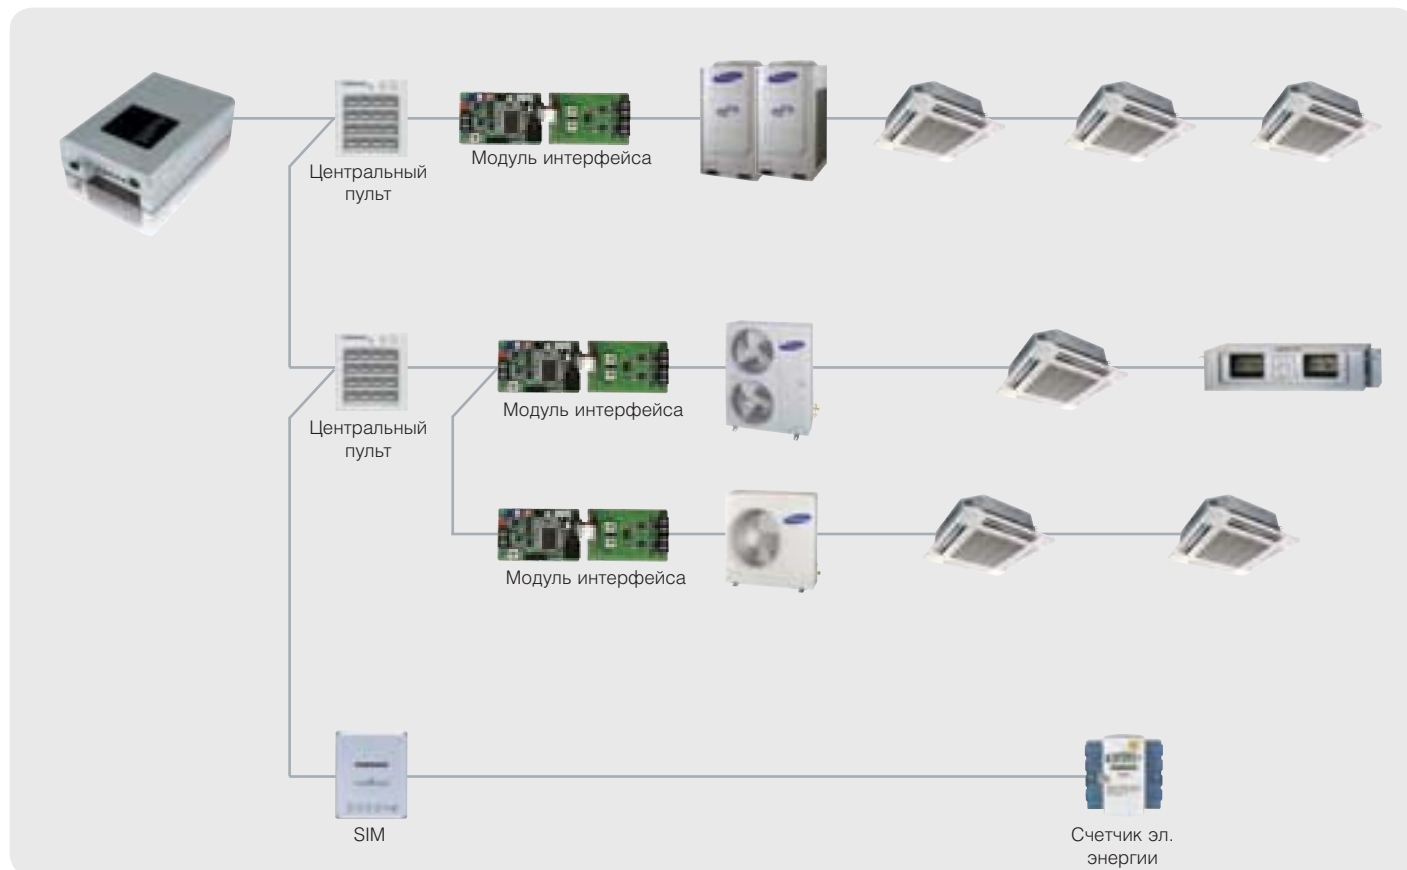 Центральный
пульт
Модуль интерфейса
Центральный
пульт
Модуль интерфейса
Модуль интерфейса
SIM
Счетчик эл.
энергии